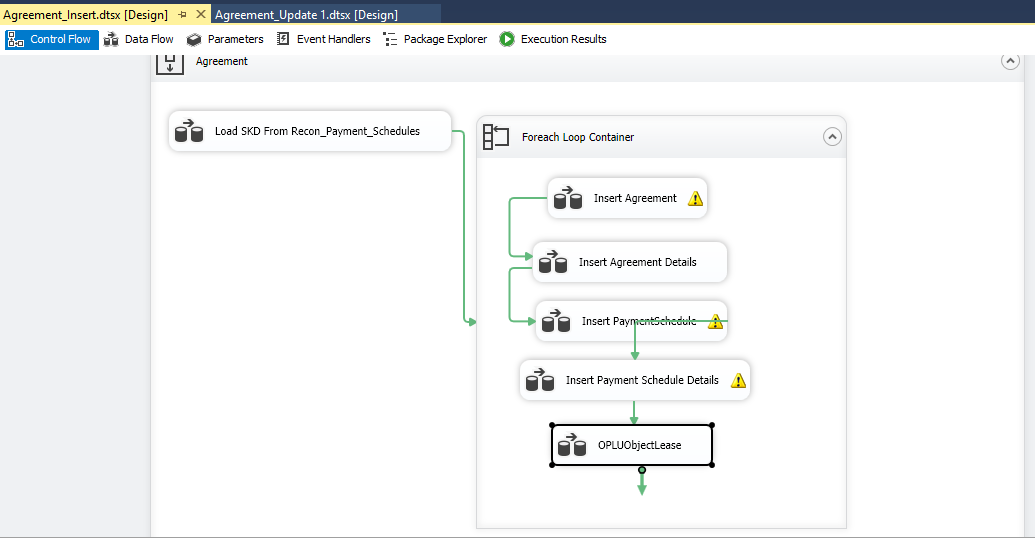 Agreement_Insert.dtsx [Design] Agreement_Update 1.dtsx [Design]
Control Flow Data Flow Parameters Event Handlers Package Explorer Execution Results
Agreement
Load SKD From Recon_Payment_Schedules
Foreach Loop Container
Insert Agreement
Insert Agreement Details
Insert PaymentSchedule
Insert Payment Schedule Details
OPLUObjectLease